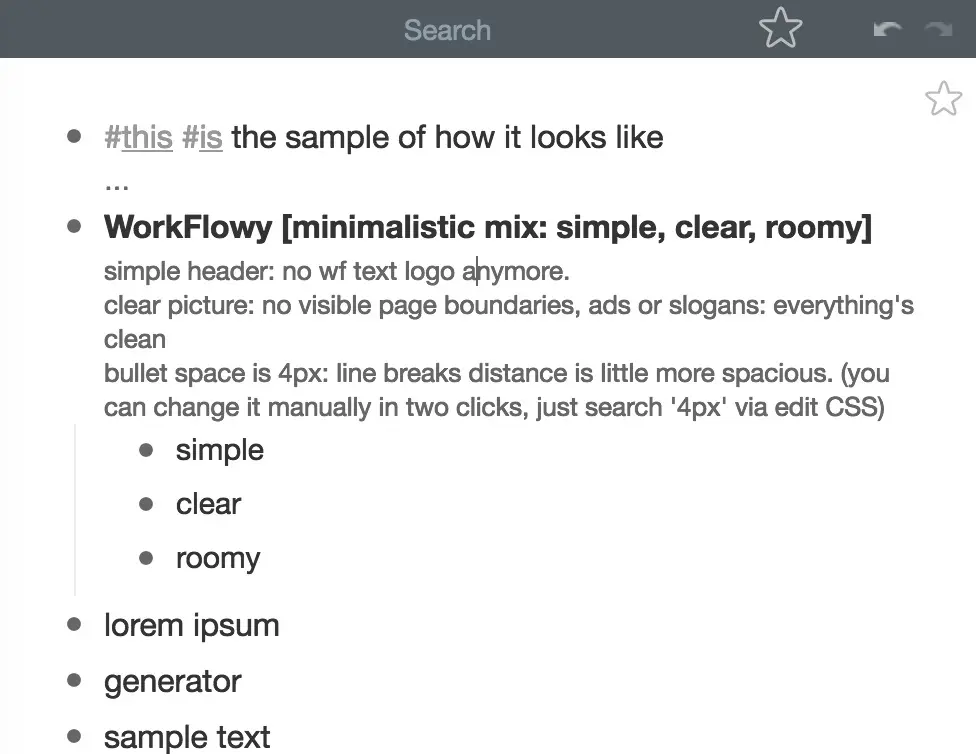 Search
#this #is the sample of how it looks like
...
WorkFlowy [minimalistic mix: simple, clear, roomy]
simple header: no wf text logo anymore.
clear picture: no visible page boundaries, ads or slogans: everything's
clean
bullet space is 4px: line breaks distance is little more spacious. (you
can change it manually in two clicks, just search '4px' via edit CSS)
simple
clear
roomy
lorem ipsum
generator
sample text